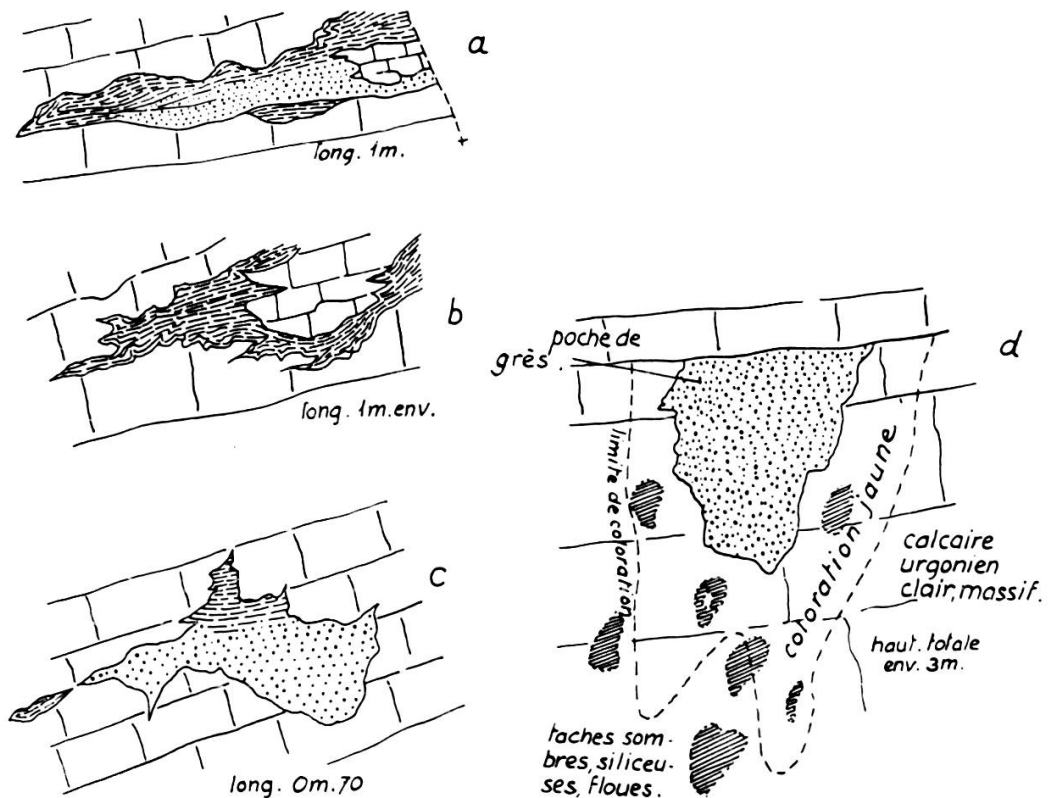 a
long. 1m.
b
long. 1m. env.
c
long. 0m.70
d
poche de
grès.
limite de coloration
coloration jaune
calcaire
urgonien
clair, massif.
haut. totale
env. 3m.
taches som-
bres, siliceu-
ses, floues.